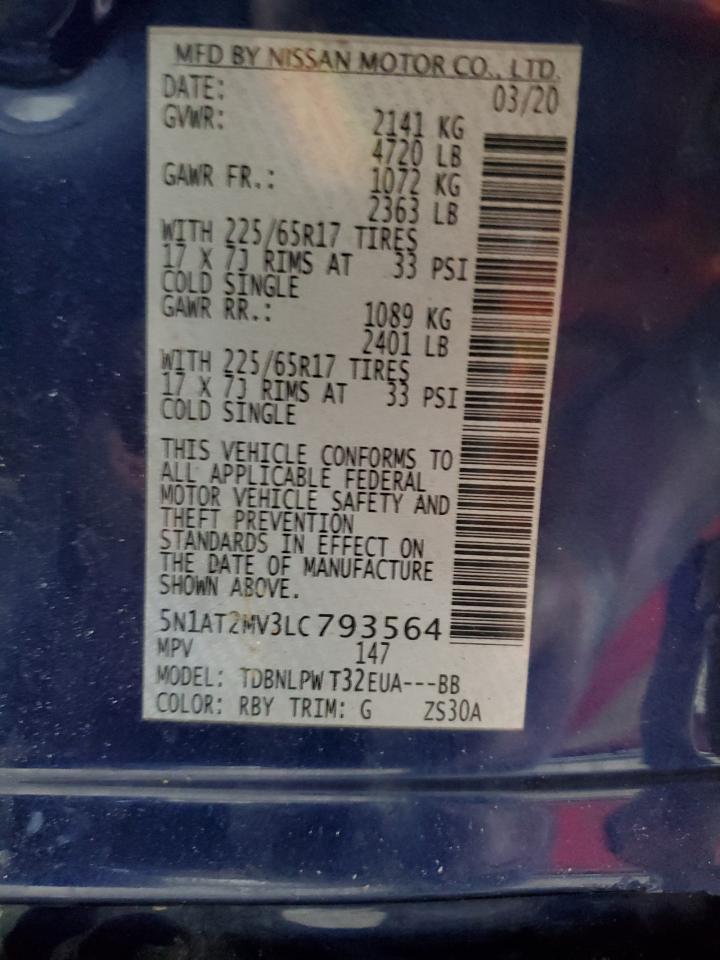 MFD BY NISSAN MOTOR CO., LTD.
DATE: 03/20
GVWR: 2141 KG
4720 LB
GAWR FR.: 1072 KG
2363 LB
WITH 225/65R17 TIRES
17 X 7J RIMS AT 33 PSI
COLD SINGLE
GAWR RR.: 1089 KG
2401 LB
WITH 225/65R17 TIRES
17 X 7J RIMS AT 33 PSI
COLD SINGLE
THIS VEHICLE CONFORMS TO
ALL APPLICABLE FEDERAL
MOTOR VEHICLE SAFETY AND
THEFT PREVENTION
STANDARDS IN EFFECT ON
THE DATE OF MANUFACTURE
SHOWN ABOVE.
5N1AT2MV3LC793564
MPV 147
MODEL: TDBNLPW T32EUA---BB
COLOR: RBY TRIM: G ZS30A